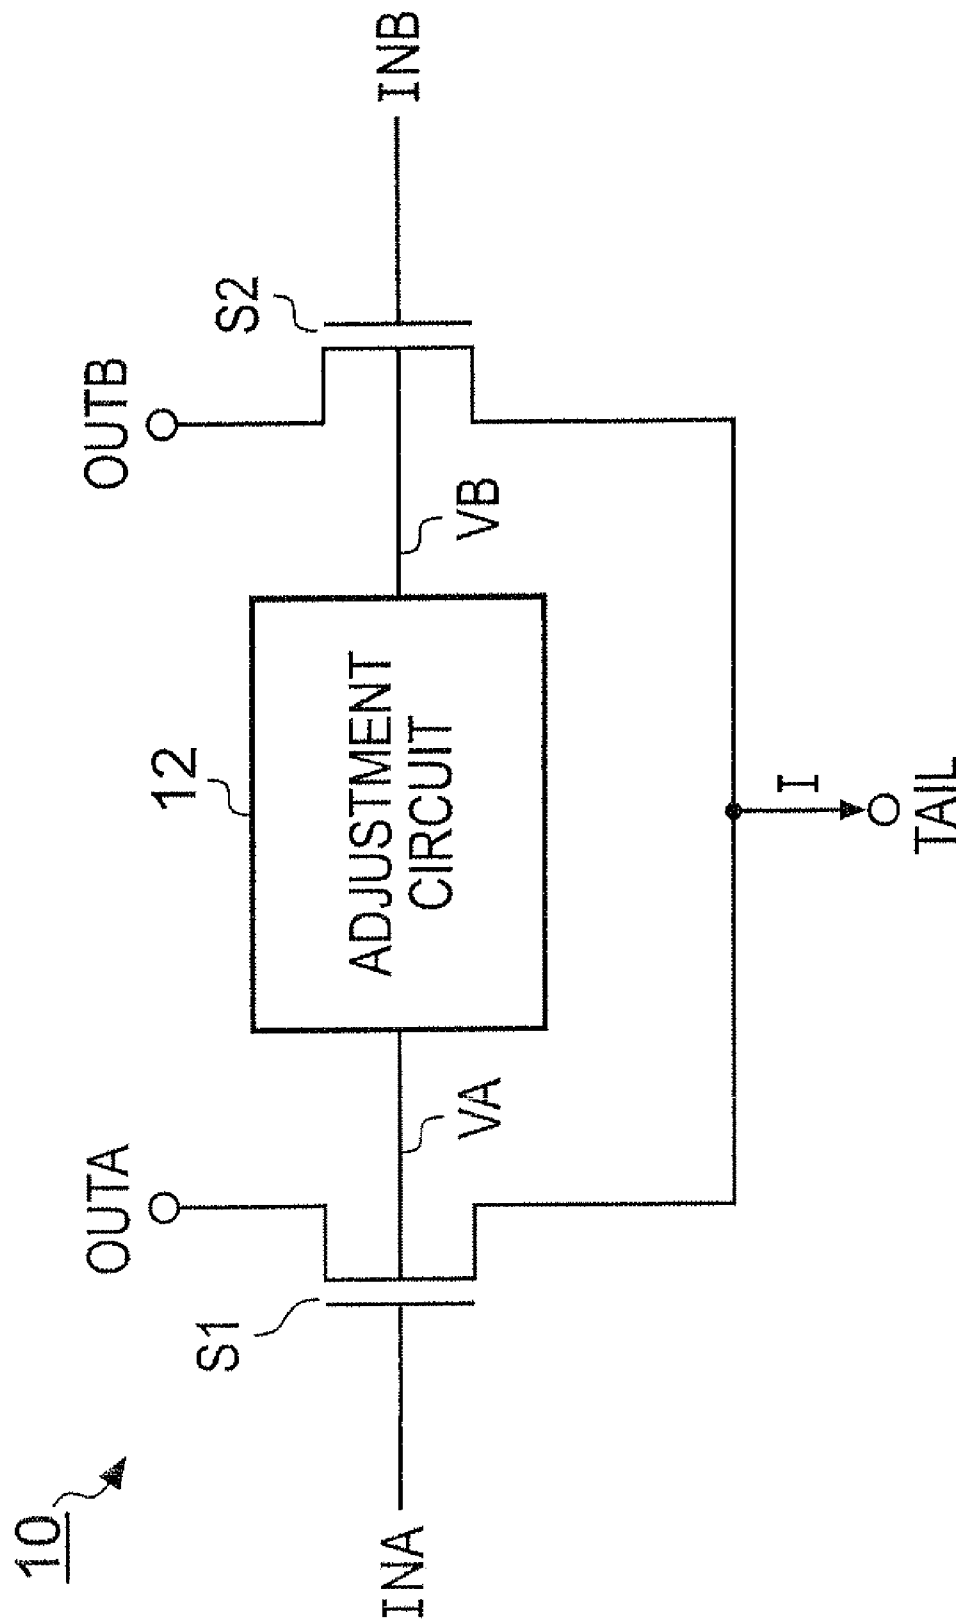 10
OUTA
OUTB
S1
12
S2
INA
ADJUSTMENT
CIRCUIT
INB
VA
VB
I
TAIL